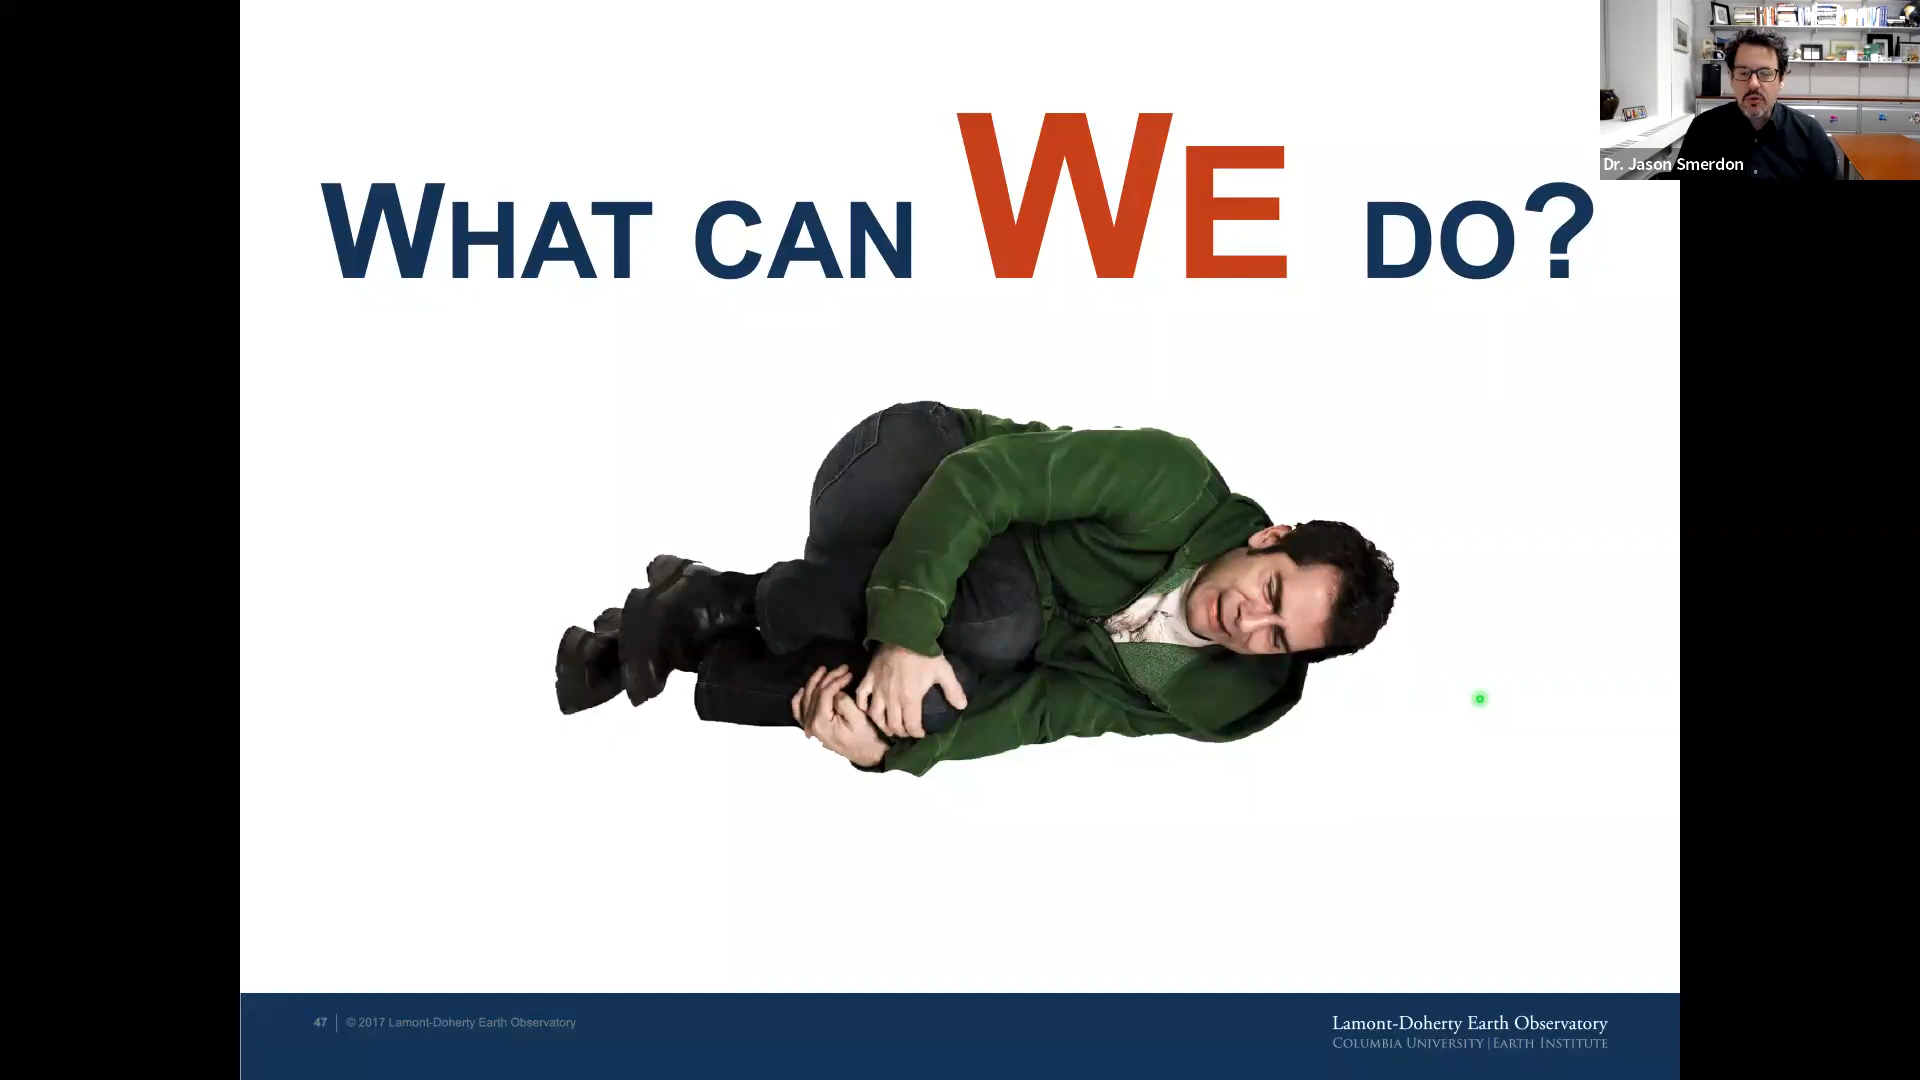 WHAT CAN WE DO?
Dr. Jason Smerdon
47 | © 2017 Lamont-Doherty Earth Observatory
Lamont-Doherty Earth Observatory
COLUMBIA UNIVERSITY | EARTH INSTITUTE